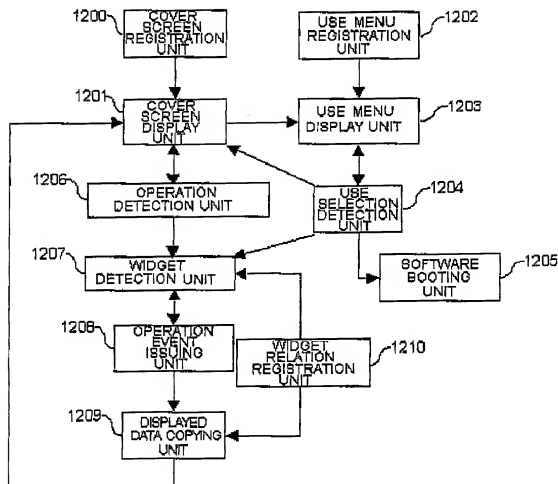 1200
COVER
SCREEN
REGISTRATION
UNIT
USE MENU
REGISTRATION
UNIT
1202
1201
COVER
SCREEN
DISPLAY
UNIT
USE MENU
DISPLAY UNIT
1203
1206
OPERATION
DETECTION UNIT
USE
SELECTION
DETECTION
UNIT
1204
1207
WIDGET
DETECTION UNIT
SOFTWARE
BOOTING
UNIT
1205
1208
OPERATION
EVENT
ISSUING
UNIT
WIDGET
RELATION
REGISTRATION
UNIT
1210
1209
DISPLAYED
DATA COPYING
UNIT